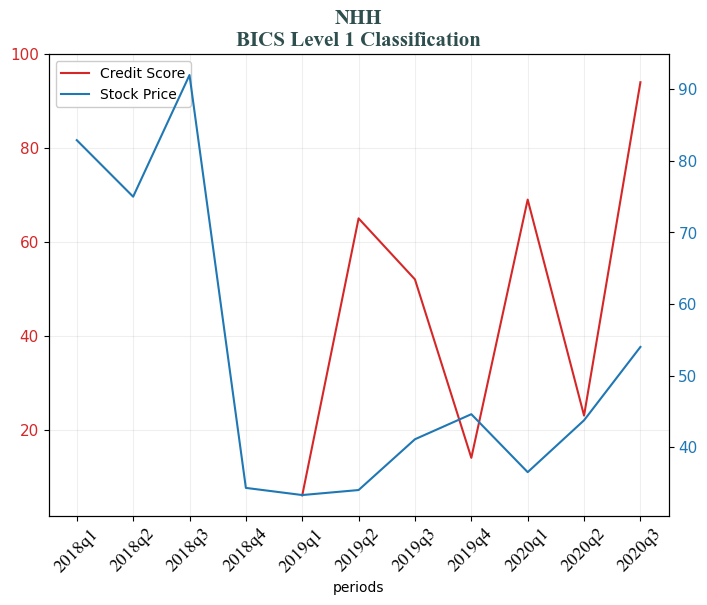 NHH
BICS Level 1 Classification
Credit Score
Stock Price
100
80
60
40
20
90
80
70
60
50
40
2018q1
2018q2
2018q3
2018q4
2019q1
2019q2
2019q3
2019q4
2020q1
2020q2
2020q3
periods